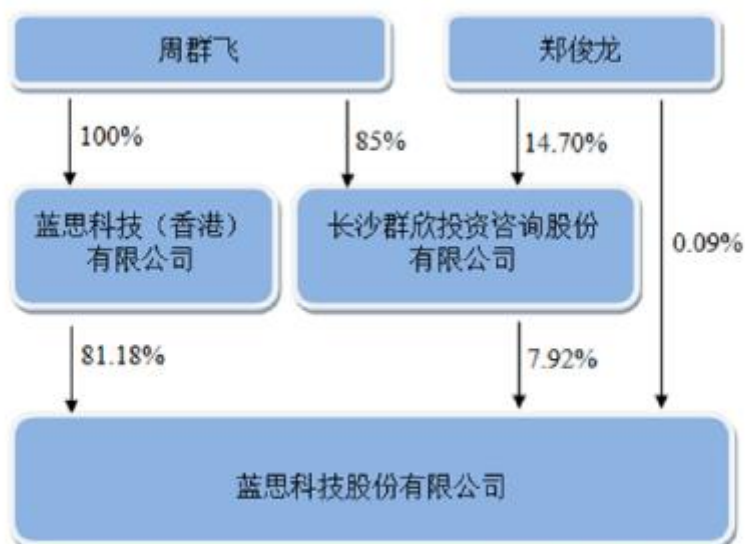 周群飞
郑俊龙
100%
85%
14.70%
蓝思科技（香港）
有限公司
长沙群欣投资咨询股份
有限公司
0.09%
81.18%
7.92%
蓝思科技股份有限公司